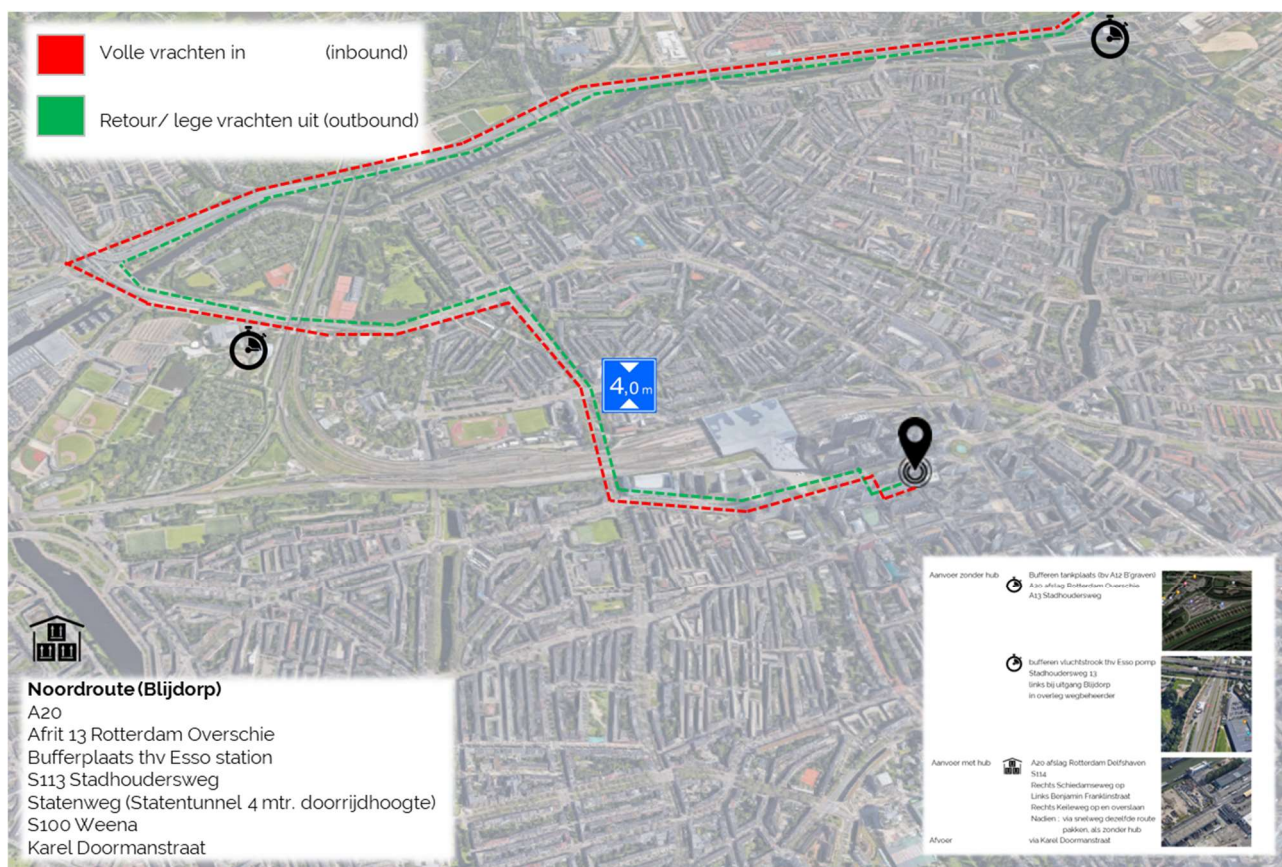 Volle vrachten in (inbound)
Retour/ lege vrachten uit (outbound)
4,0 m
Noordroute (Blijdorp)
A20
Afrit 13 Rotterdam Overschie
Bufferplaats thv Esso station
S113 Stadhoudersweg
Statenweg (Statentunnel 4 mtr. doorrijdhoogte)
S100 Weena
Karel Doormanstraat
Aanvoer zonder hub
Bufferen tankplaats (bv A12 B'graven)
A20 afslag Rotterdam Overschie
A13 Stadhoudersweg
bufferen vluchtstrook thv Esso pomp
Stadhoudersweg 13
links bij uitgang Blijdorp
in overleg wegbeheerder
Aanvoer met hub
A20 afslag Rotterdam Delfshaven
S114
Rechts Schiedamseweg op
Links Benjamin Franklinstraat
Rechts Keileweg op en overslaan
Nadien : via snelweg dezelfde route
pakken, als zonder hub
Afvoer via Karel Doormanstraat